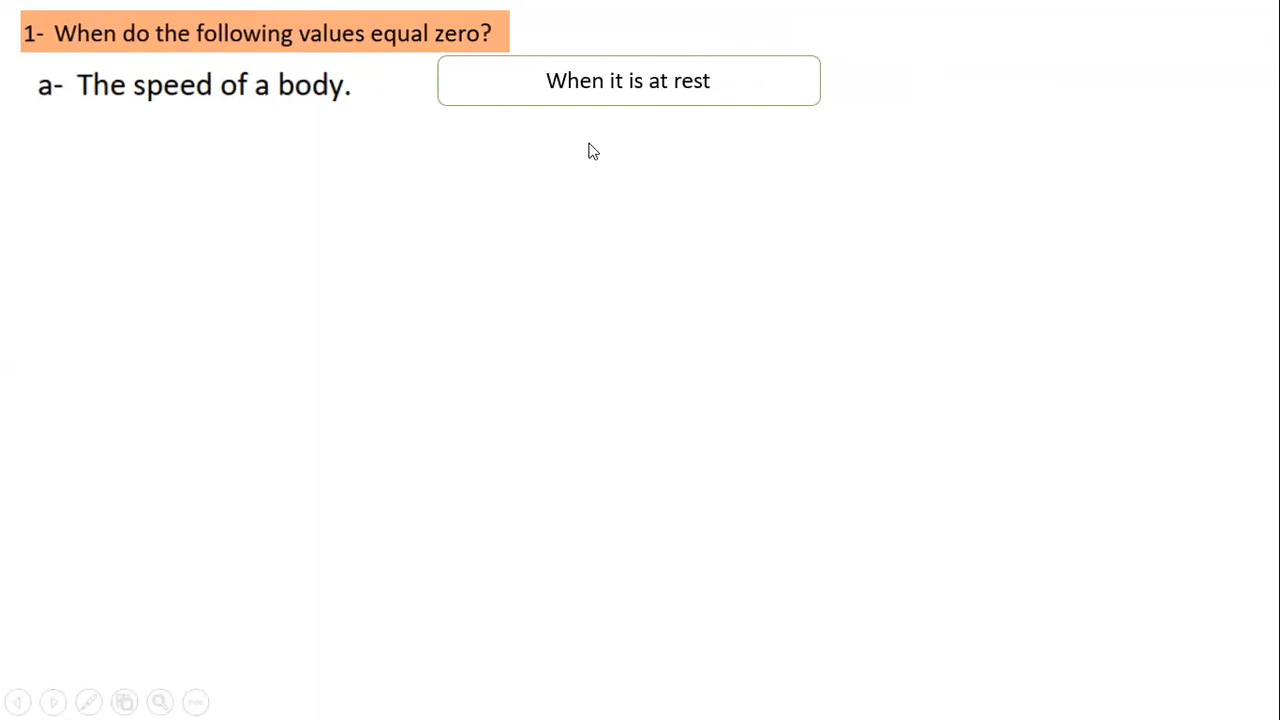 1- When do the following values equal zero?
a- The speed of a body.
When it is at rest